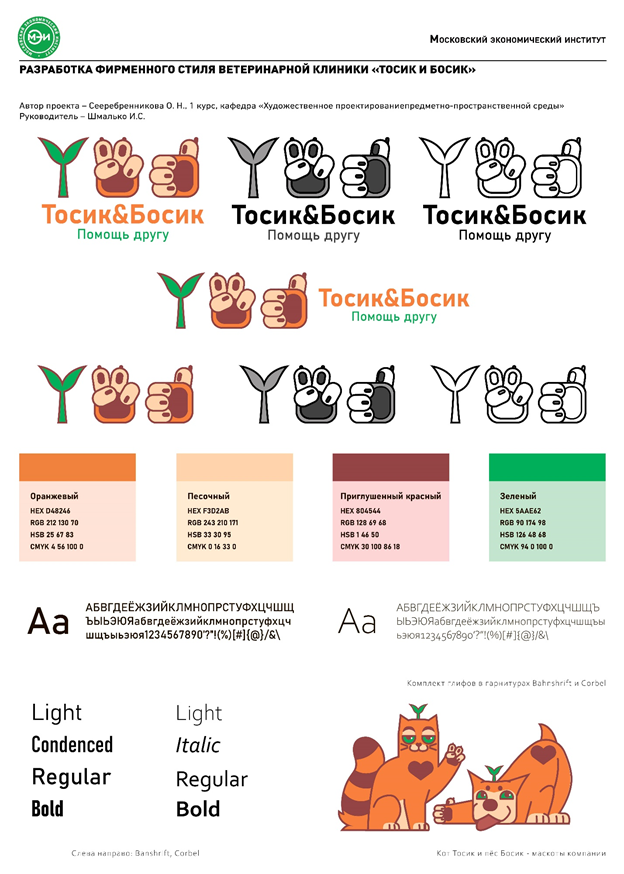 МЭИ
МОСКОВСКИЙ ЭКОНОМИЧЕСКИЙ ИНСТИТУТ
РАЗРАБОТКА ФИРМЕННОГО СТИЛЯ ВЕТЕРИНАРНОЙ КЛИНИКИ «ТОСИК И БОСИК»
Автор проекта – Сееребренникова О. Н., 1 курс, кафедра «Художественное проектированиепредметно-пространственной среды»
Руководитель – Шмалько И.С.
Тосик&Босик Тосик&Босик Тосик&Босик
Помощь другу Помощь другу Помощь другу
Тосик&Босик
Помощь другу
Оранжевый
HEX D48246
RGB 212 130 70
HSB 25 67 83
CMYK 4 56 100 0
Песочный
HEX F3D2AB
RGB 243 210 171
HSB 33 30 95
CMYK 0 16 33 0
Приглушенный красный
HEX 804544
RGB 128 69 68
HSB 1 46 50
CMYK 30 100 86 18
Зеленый
HEX 5AAE62
RGB 90 174 98
HSB 126 48 68
CMYK 94 0 100 0
Aa
АБВГДЕЁЖЗИЙКЛМНОПРСТУФХЦЧШЩ
ЪЫЬЭЮЯабвгдеёжзийклмнопрстуфхцч
шщъыьэюя1234567890'?"!(%)[#]{@}/&\
Aa
АБВГДЕЁЖЗИЙКЛМНОПРСТУФХЦЧШЩЪ
ЫЬЭЮЯабвгдеёжзийклмнопрстуфхцчшщъы
ьэюя1234567890'?"!(%)[#]{@}/&\
Комплект глифов в гарнитурах Bahnshrift и Corbel
Light Light
Condenced Italic
Regular Regular
Bold Bold
Слева направо: Banshrift, Corbel
Кот Тосик и пёс Босик - маскоты компании